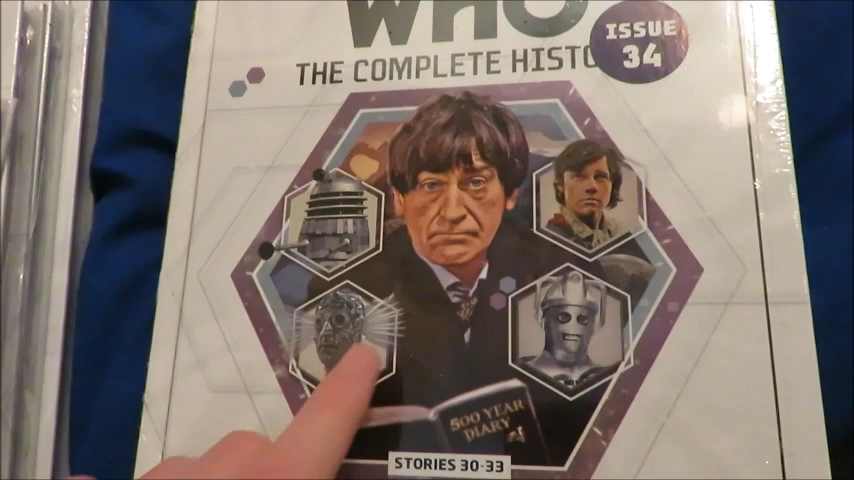 WHO
THE COMPLETE HISTO
ISSUE
34
500 YEAR
DIARY
STORIES 30-33